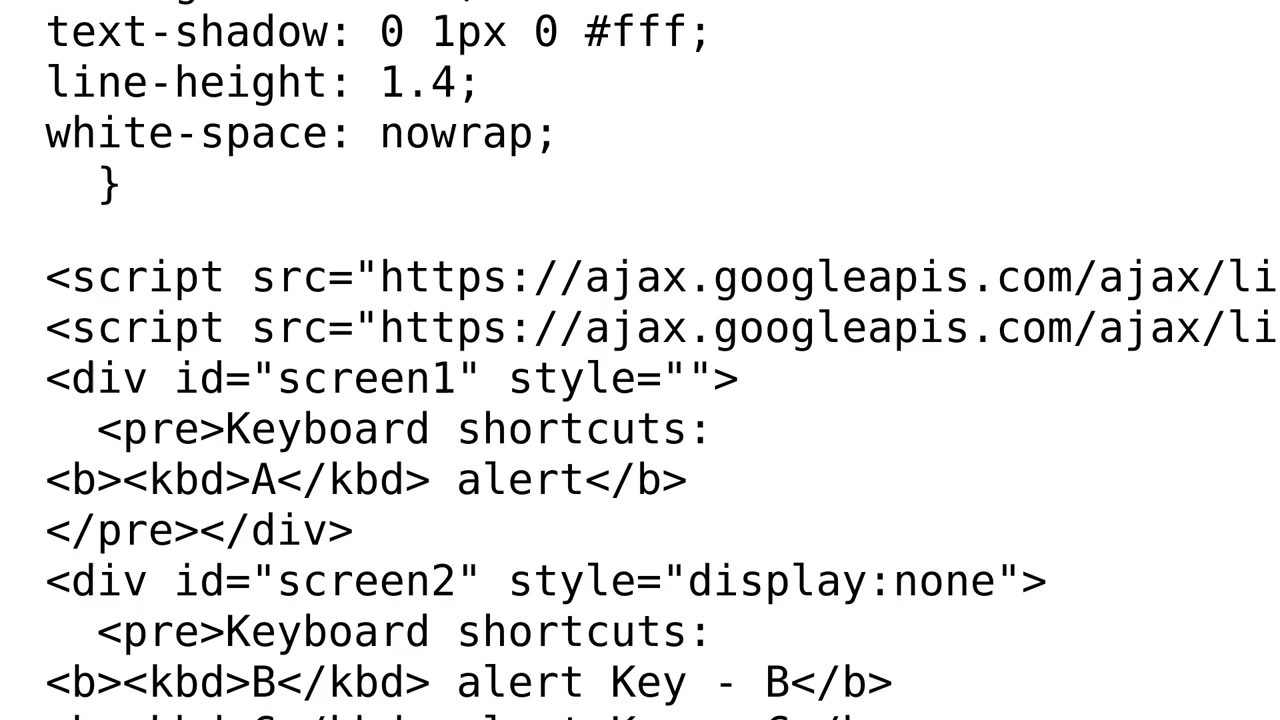 text-shadow: 0 1px 0 #fff;
line-height: 1.4;
white-space: nowrap;
}
<script src="https://ajax.googleapis.com/ajax/li
<script src="https://ajax.googleapis.com/ajax/li
<div id="screen1" style="">
<pre>Keyboard shortcuts:
<b><kbd>A</kbd> alert</b>
</pre></div>
<div id="screen2" style="display:none">
<pre>Keyboard shortcuts:
<b><kbd>B</kbd> alert Key - B</b>